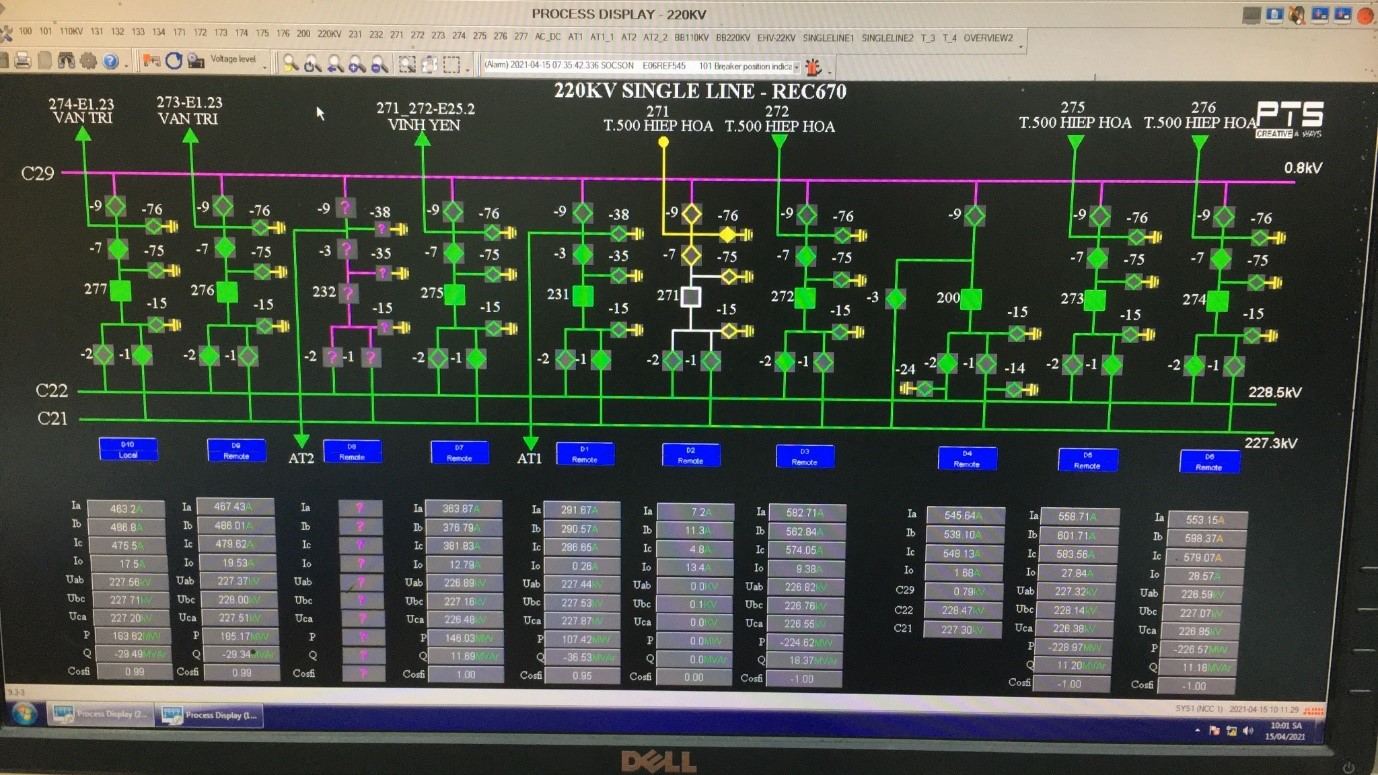 PROCESS DISPLAY - 220KV
100 101 110KV 131 132 133 134 171 172 173 174 175 176 200 220KV 231 232 271 272 273 274 275 276 277 AC_DC AT1 AT1_1 AT2 AT2_2 BB110KV BB220KV EHV-22KV SINGLELINE1 SINGLELINE2 T_3 T_4 OVERVIEW2
Voltage level
(Alarm) 2021-04-15 07 35 42.336 SOCSON E06REF545 101 Breaker position indica
220KV SINGLE LINE - REC670
274-E1.23 273-E1.23 271_272-E25.2 271 272 275 276
VAN TRI VAN TRI VINH YEN T.500 HIEP HOA T.500 HIEP HOA T.500 HIEP HOA T.500 HIEP HOA
PTS
CREATIVE WAYS
C29 0.8kV
-9 -76 -9 -76 -9 -38 -9 -76 -9 -38 -9 -76 -9 -76 -9 -9 -76 -9 -76
? ?
-7 -75 -7 -75 -3 -35 -7 -75 -3 -35 -7 -75 -7 -75 -7 -75 -7 -75
? ?
277 -15 276 -15 232 -15 275 -15 231 -15 271 -15 272 -15 -3 200 -15 273 -15 274 -15
? ?
-2 -1 -2 -1 -2 -1 -2 -1 -2 -1 -2 -1 -2 -1 -2 -1 -2 -1 -2 -1
? ?
-24 -14
C22 228.5kV
C21 227.3kV
AT2 AT1
D10 D9 D8 D7 D1 D2 D3 D4
Local Remote Remote Remote Remote Remote Remote Remote Remote Remote
Ia 463.2A Ia 467.43A Ia ? Ia 363.87A Ia 291.67A Ia 7.2A Ia 582.71A Ia 545.64A Ia 558.71A Ia 553.15A
Ib 486.8A Ib 486.01A Ib ? Ib 376.79A Ib 290.57A Ib 11.3A Ib 562.84A Ib 539.10A Ib 601.71A Ib 598.37A
Ic 475.5A Ic 479.62A Ic ? Ic 381.83A Ic 286.65A Ic 4.8A Ic 574.05A Ic 548.13A Ic 583.56A Ic 579.07A
Io 17.5A Io 19.53A Io ? Io 12.79A Io 0.26A Io 13.4A Io 9.38A Io 1.68A Io 27.84A Io 28.57A
Uab 227.56kV Uab 227.37kV Uab ? Uab 226.89kV Uab 227.44kV Uab 0.0kV Uab 226.82kV C29 0.79kV Uab 227.32kV Uab 226.59kV
Ubc 227.71kV Ubc 228.00kV Ubc ? Ubc 227.16kV Ubc 227.53kV Ubc 0.1kV Ubc 226.76kV C22 228.47kV Ubc 228.14kV Ubc 227.07kV
Uca 227.20kV Uca 227.51kV Uca ? Uca 226.46kV Uca 227.87kV Uca 0.0kV Uca 226.55kV C21 227.30kV Uca 226.38kV Uca 226.85kV
P 183.82MW P 185.17MW P ? P 146.03MW P 107.42MW P 0.0MW P -224.62MW P -228.97MW P -226.57MW
Q -29.49MVAr Q -29.34MVAr Q ? Q 11.69MVAr Q -36.53MVAr Q 0.0MVAr Q 18.37MVAr Q 11.20MVAr Q 11.18MVAr
Cosfi 0.99 Cosfi 0.99 Cosfi ? Cosfi 1.00 Cosfi 0.95 Cosfi 0.00 Cosfi -1.00 Cosfi -1.00 Cosfi -1.00
9.3-3
SYS1 (NCC 1) 2021-04-15 10:11:29 ABB
Process Display (2... Process Display (1...
10:01 SA
15/04/2021
DELL